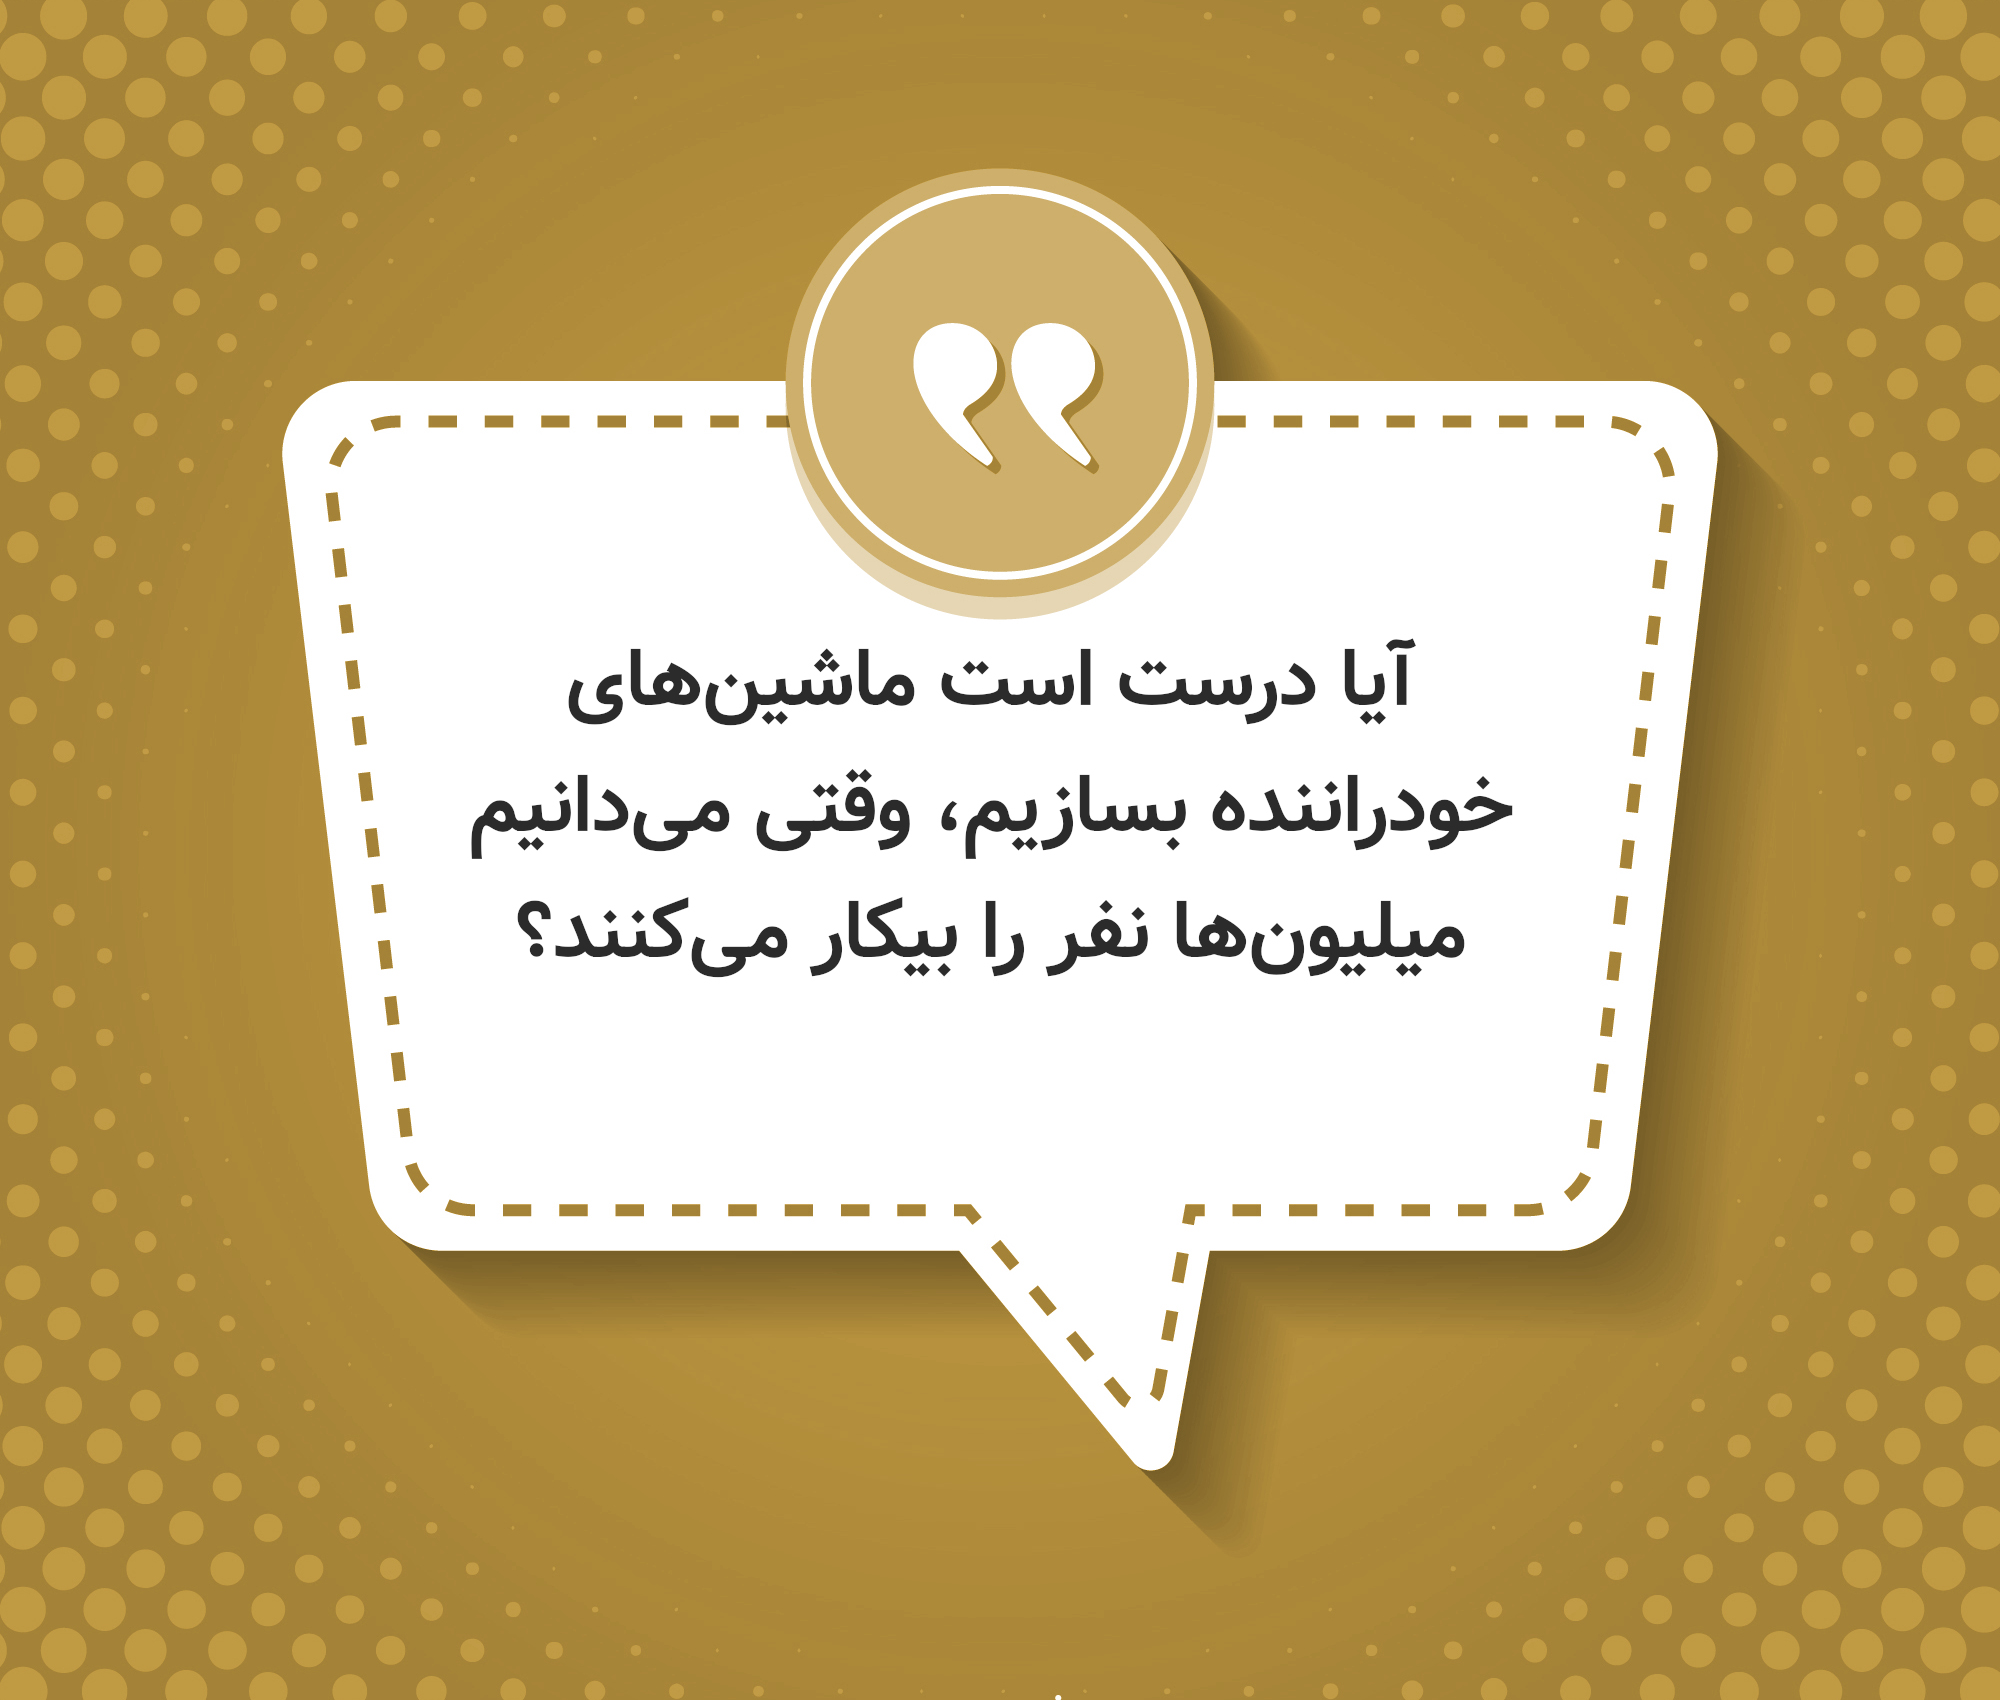 آیا درست است ماشین‌های
خودراننده بسازیم، وقتی می‌دانیم
میلیون‌ها نفر را بیکار می‌کنند؟